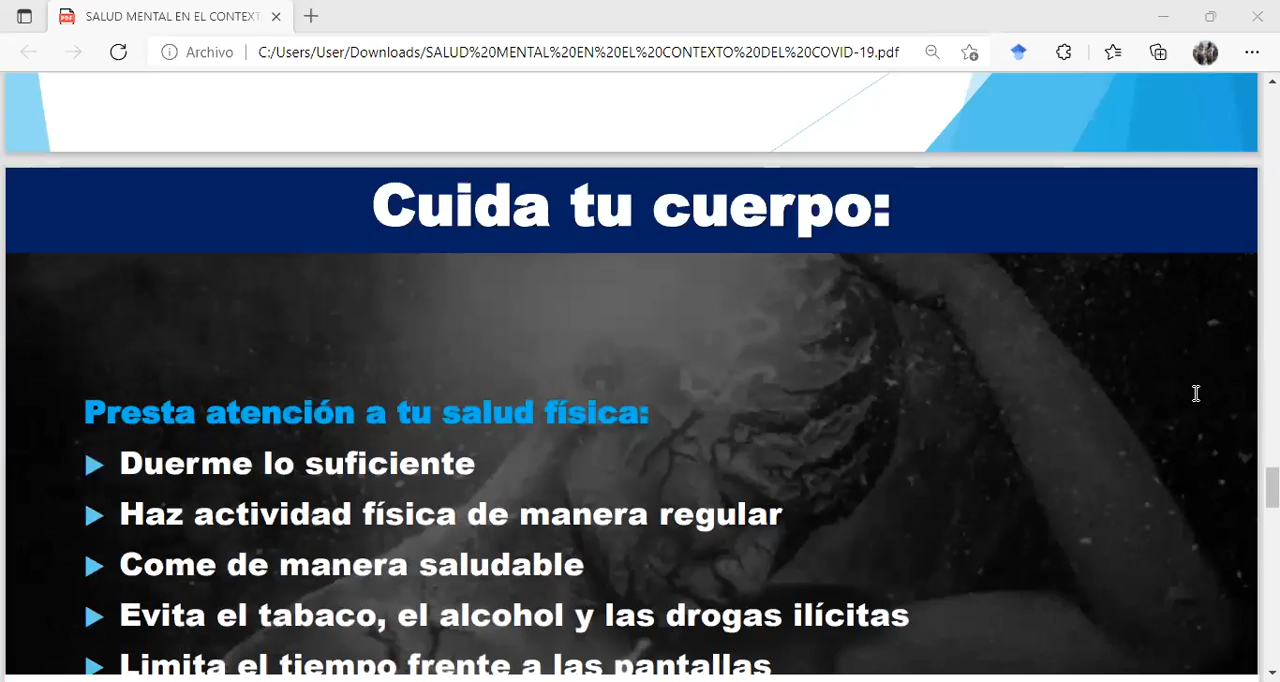 SALUD MENTAL EN EL CONTEXT
Archivo
C:/Users/User/Downloads/SALUD%20MENTAL%20EN%20EL%20CONTEXTO%20DEL%20COVID-19.pdf
Cuida tu cuerpo:
Presta atención a tu salud física:
Duerme lo suficiente
Haz actividad física de manera regular
Come de manera saludable
Evita el tabaco, el alcohol y las drogas ilícitas
Limita el tiempo frente a las pantallas